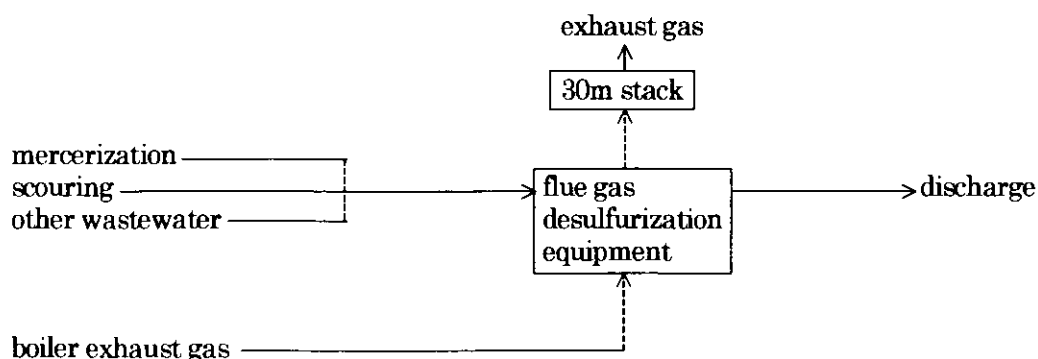 exhaust gas
30m stack
mercerization
scouring
other wastewater
flue gas
desulfurization
equipment
discharge
boiler exhaust gas